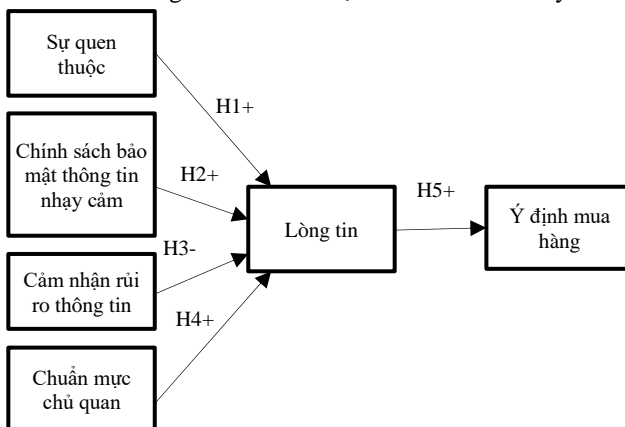 Sự quen
thuộc
H1+
Chính sách bảo
mật thông tin
nhạy cảm
H2+
H5+
Lòng tin
Ý định mua
hàng
H3-
Cảm nhận rủi
ro thông tin
H4+
Chuẩn mực
chủ quan